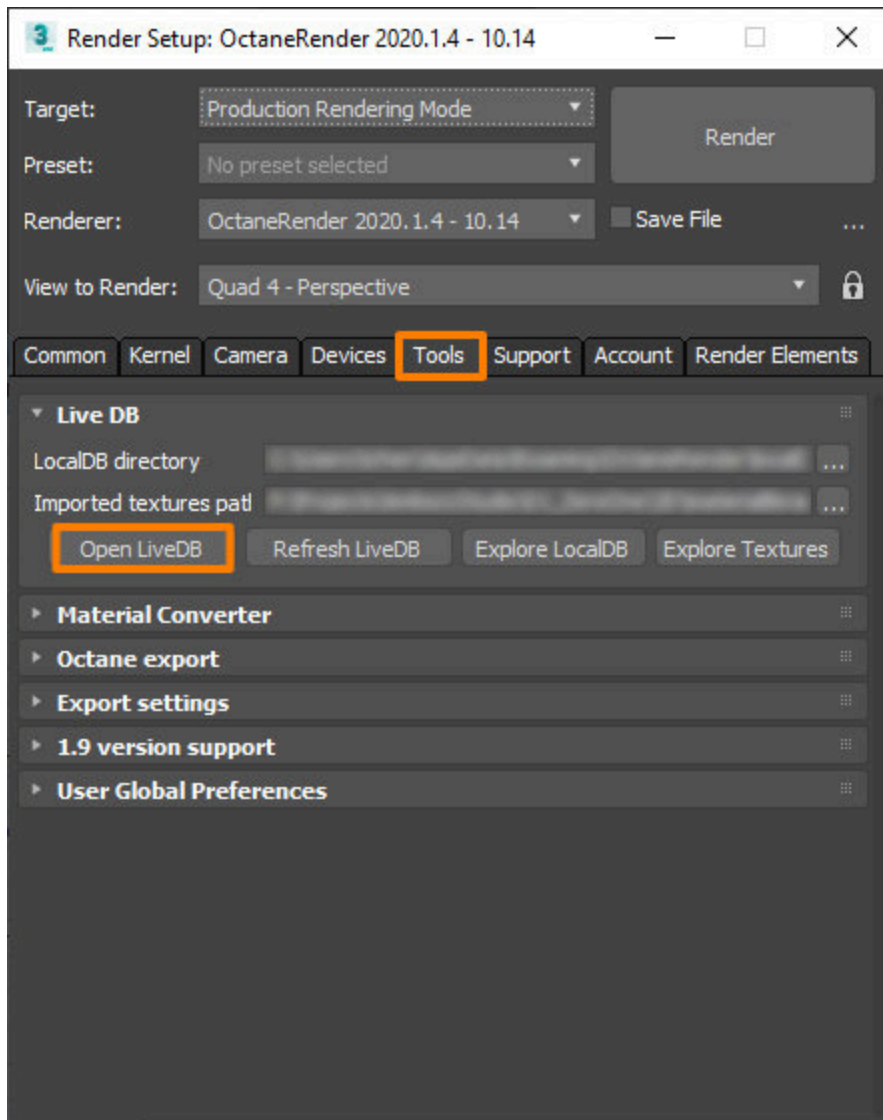 3 Render Setup: OctaneRender 2020.1.4 - 10.14
Target: Production Rendering Mode
Render
Preset: No preset selected
Renderer: OctaneRender 2020.1.4 - 10.14 Save File ...
View to Render: Quad 4 - Perspective
Common Kernel Camera Devices Tools Support Account Render Elements
Live DB
LocalDB directory ...
Imported textures path ...
Open LiveDB Refresh LiveDB Explore LocalDB Explore Textures
Material Converter
Octane export
Export settings
1.9 version support
User Global Preferences